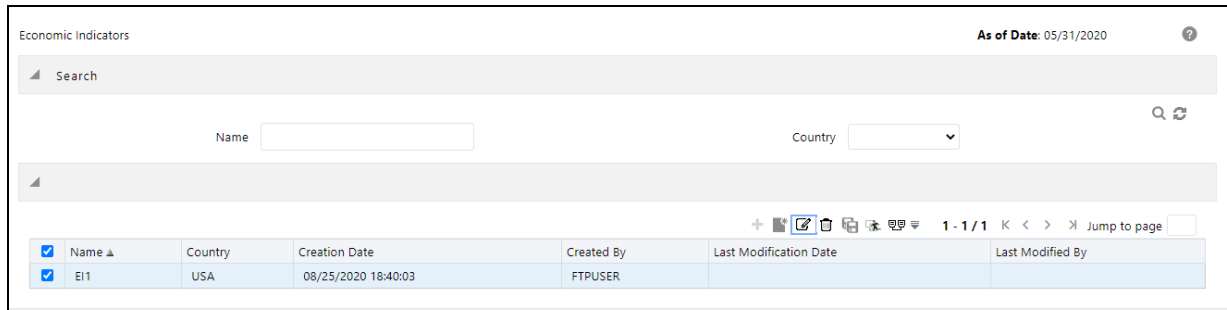 Economic Indicators As of Date: 05/31/2020 ?
Search
Name Country
1 - 1 / 1 Jump to page
Name Country Creation Date Created By Last Modification Date Last Modified By
EI1 USA 08/25/2020 18:40:03 FTPUSER